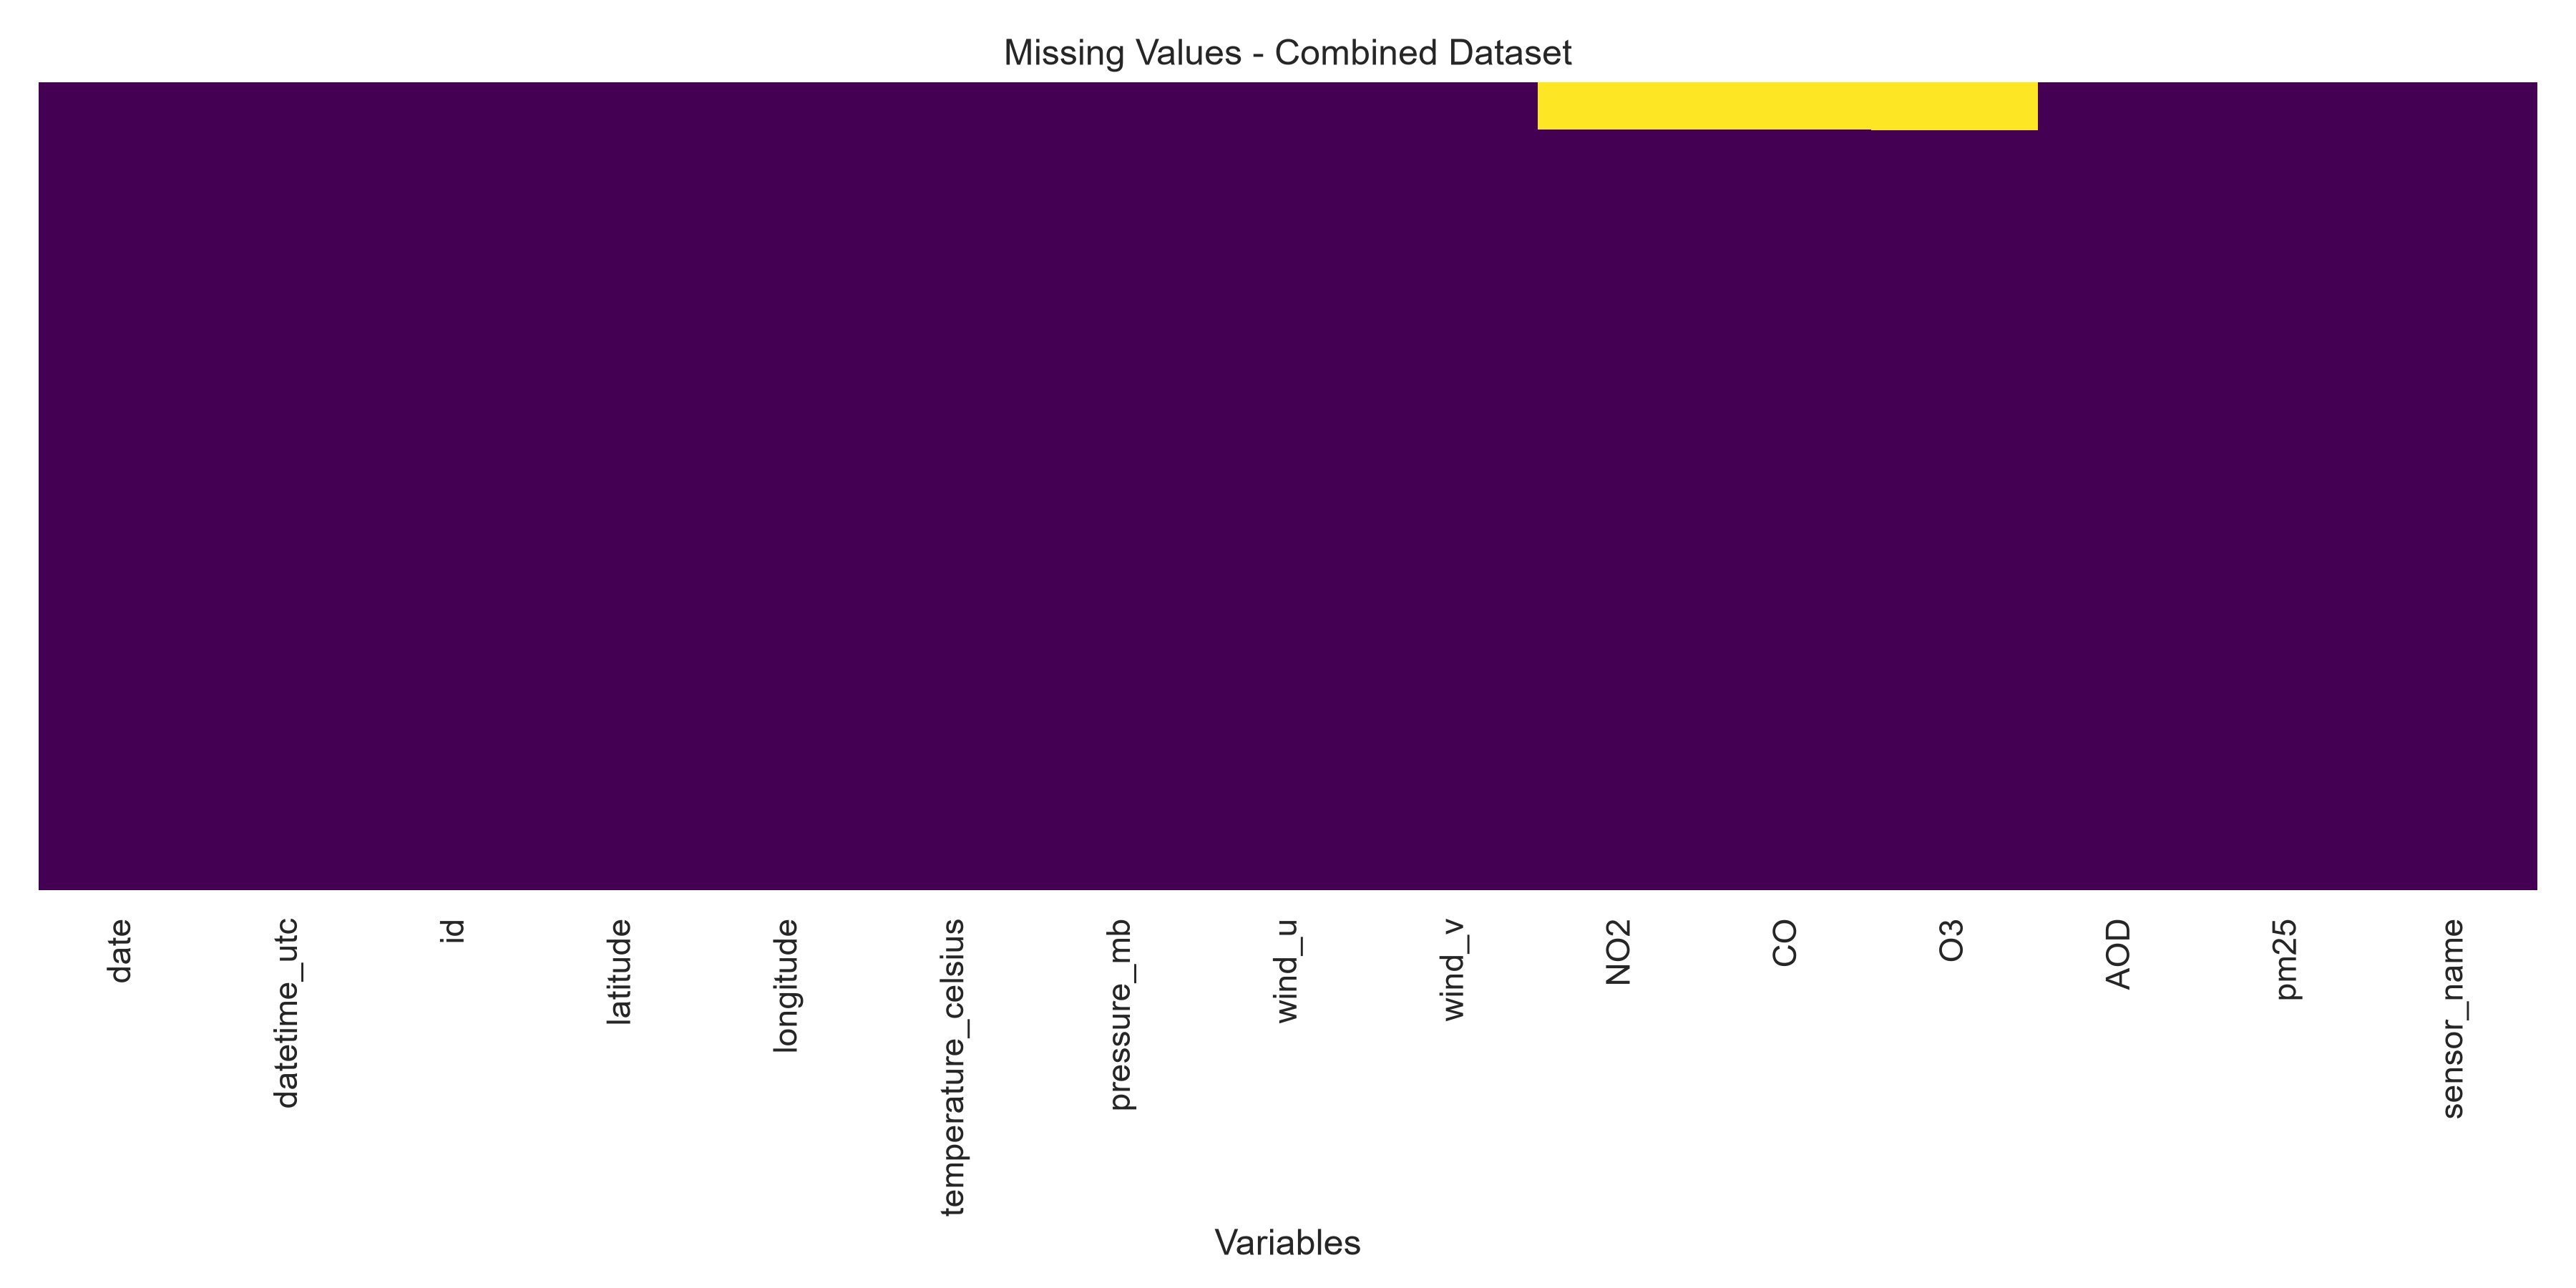 Missing Values - Combined Dataset
date
datetime_utc
id
latitude
longitude
temperature_celsius
pressure_mb
wind_u
wind_v
NO2
CO
O3
AOD
pm25
sensor_name
Variables